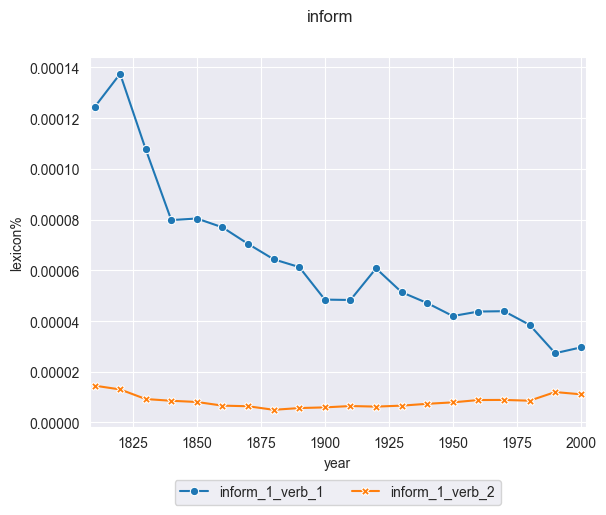 inform
0.00014
0.00012
0.00010
0.00008
0.00006
0.00004
0.00002
0.00000
lexicon%
1825 1850 1875 1900 1925 1950 1975 2000
year
inform_1_verb_1 inform_1_verb_2